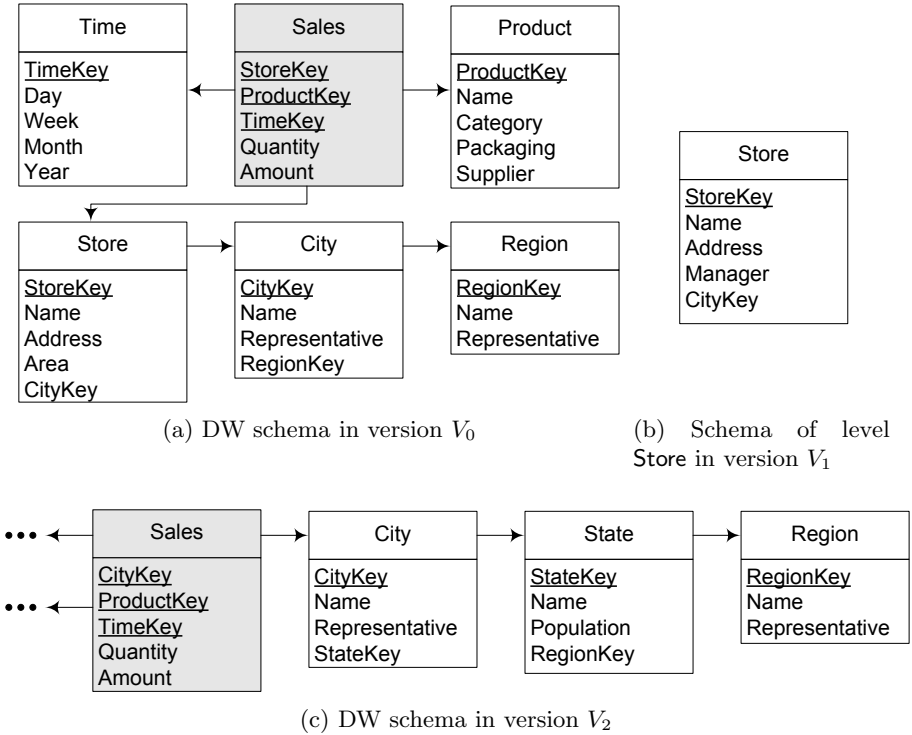 Time
TimeKey
Day
Week
Month
Year
Sales
StoreKey
ProductKey
TimeKey
Quantity
Amount
Product
ProductKey
Name
Category
Packaging
Supplier
Store
StoreKey
Name
Address
Area
CityKey
City
CityKey
Name
Representative
RegionKey
Region
RegionKey
Name
Representative
Store
StoreKey
Name
Address
Manager
CityKey
(a) DW schema in version V0
(b) Schema of level
Store in version V1
•••
•••
Sales
CityKey
ProductKey
TimeKey
Quantity
Amount
City
CityKey
Name
Representative
StateKey
State
StateKey
Name
Population
RegionKey
Region
RegionKey
Name
Representative
(c) DW schema in version V2